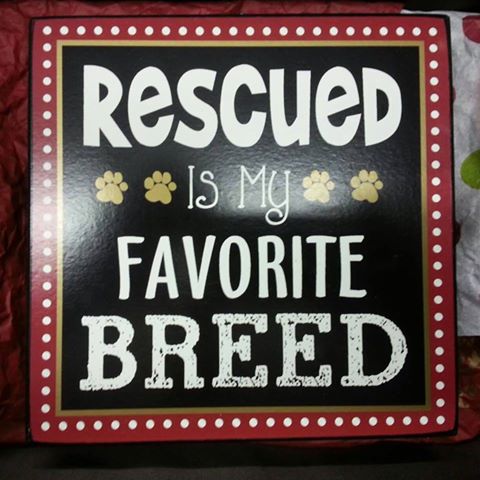 RESCUED
IS MY
FAVORITE
BREED